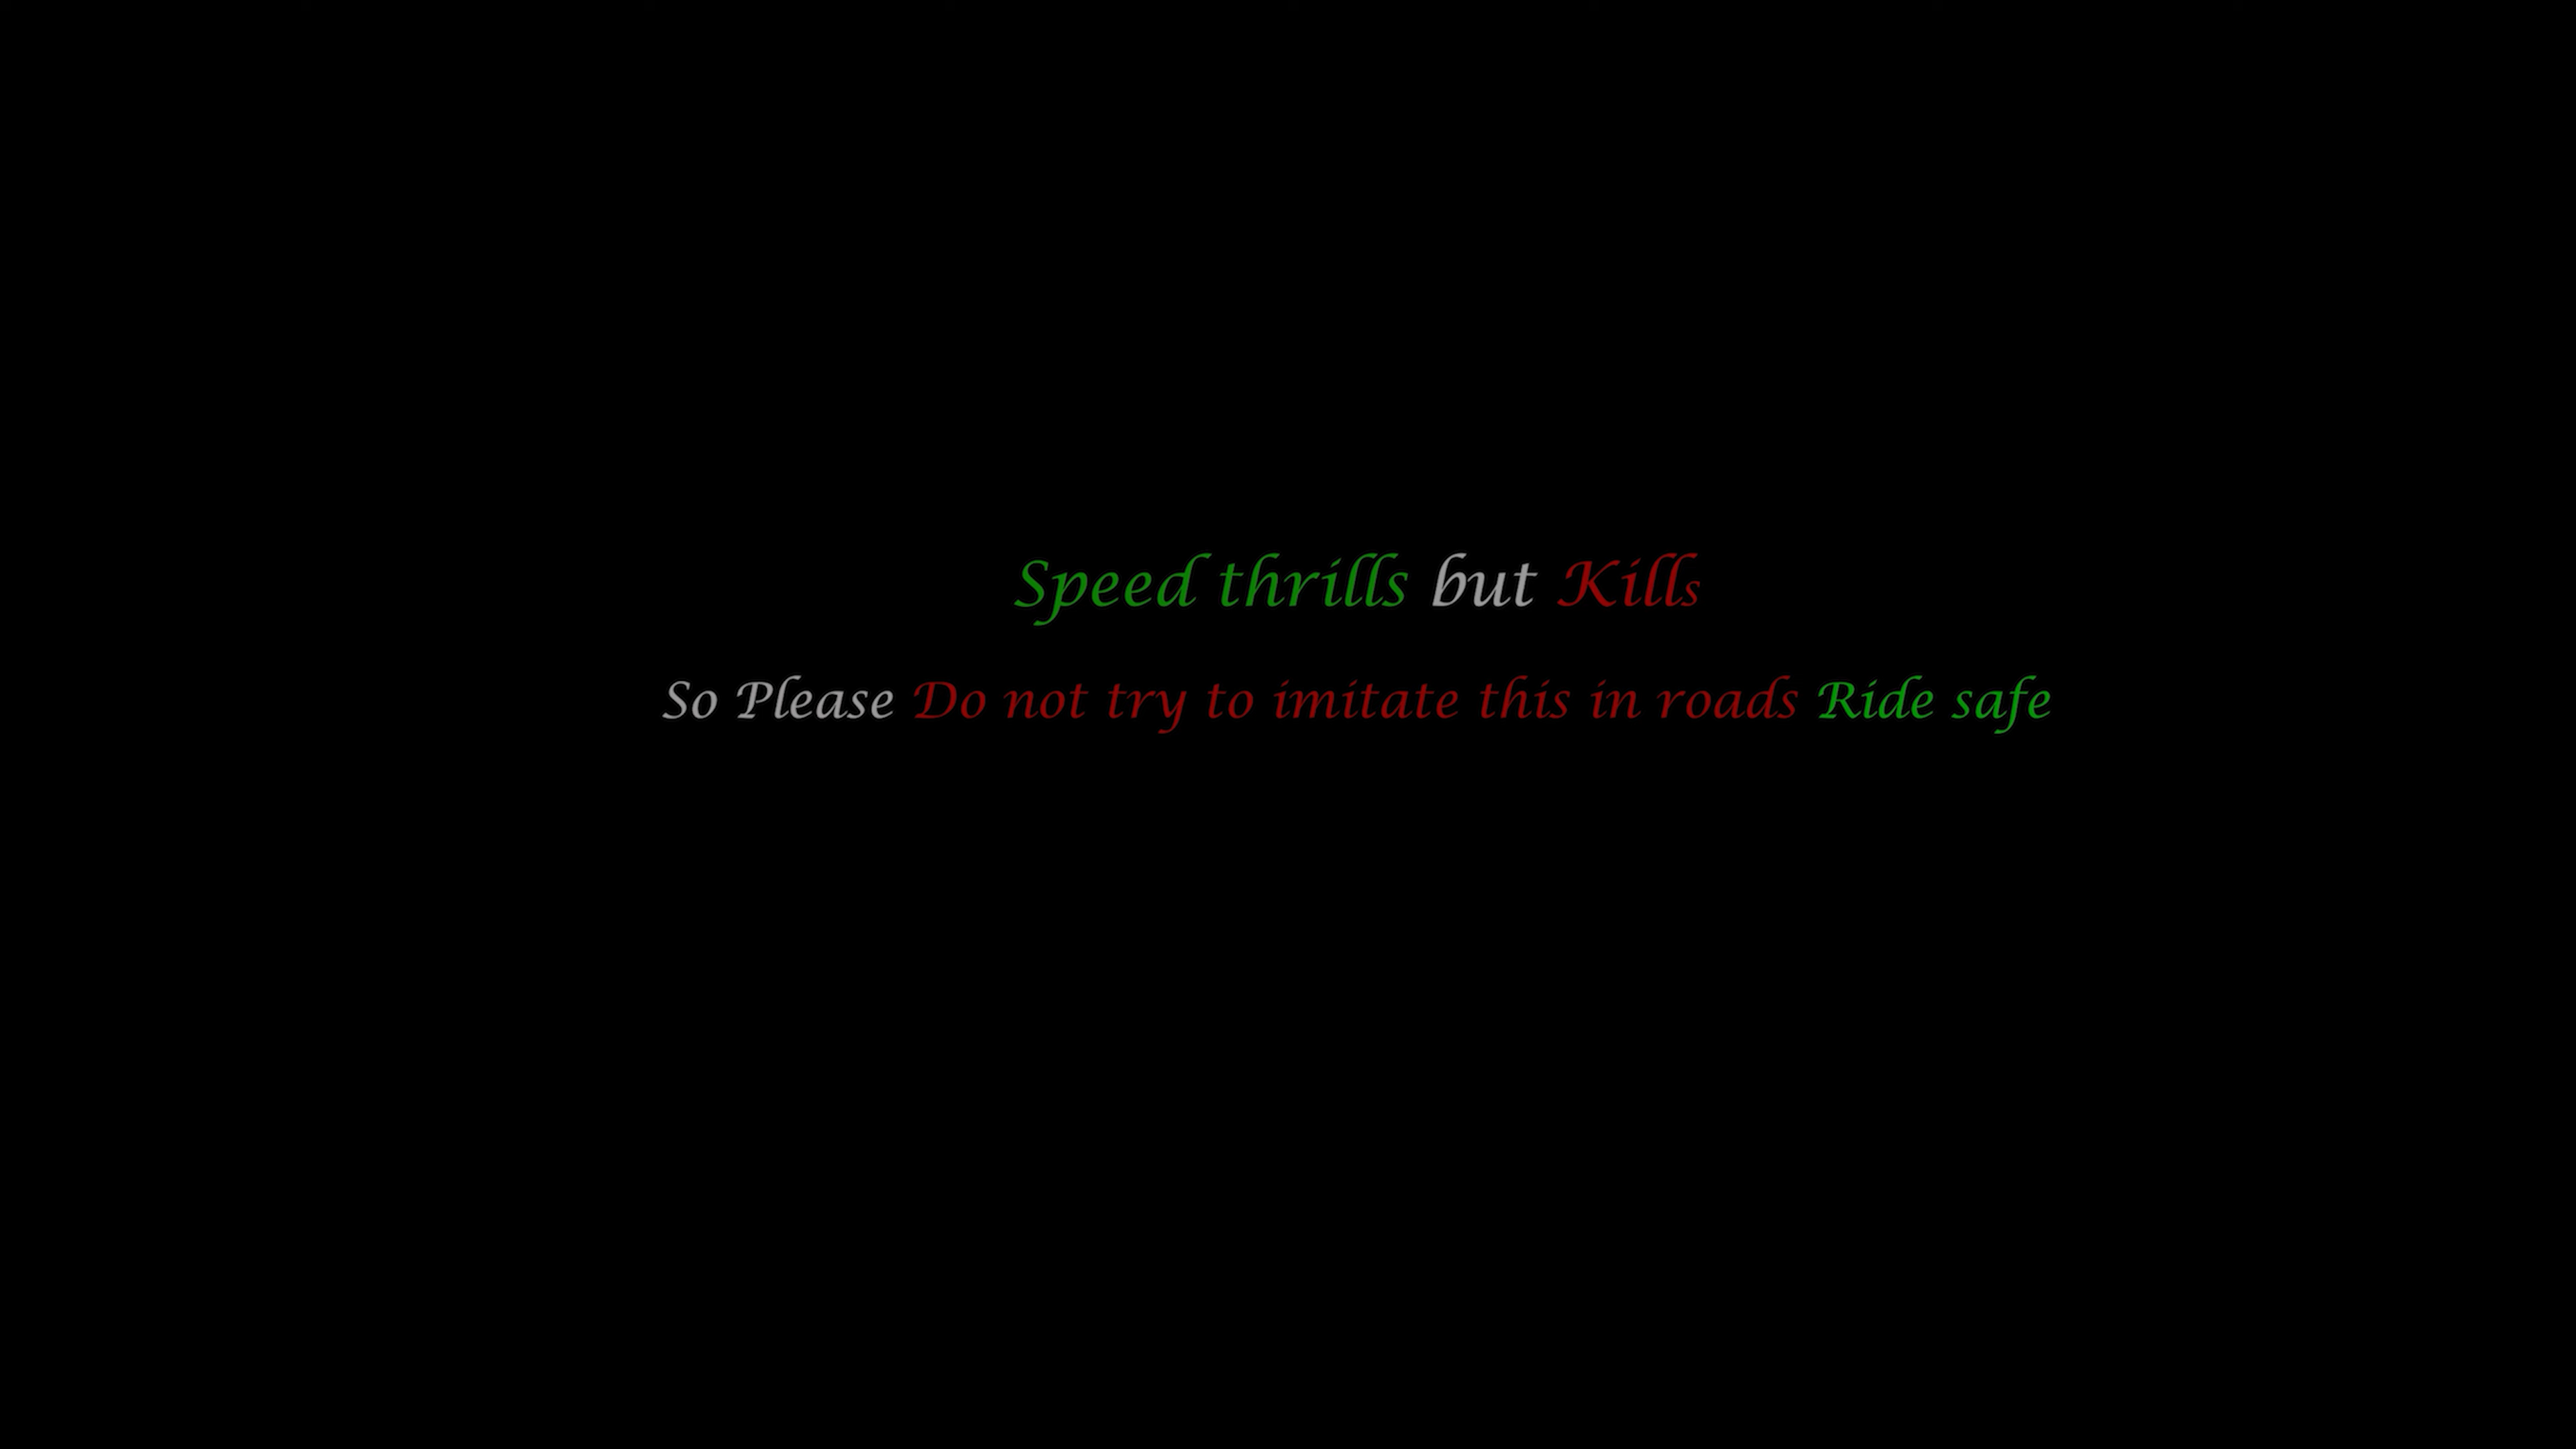 Speed thrills but Kills
So Please Do not try to imitate this in roads Ride safe